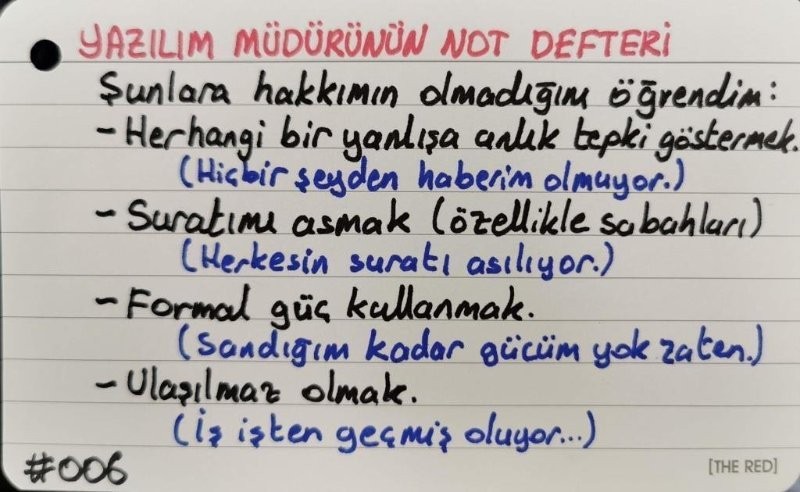 YAZILIM MÜDÜRÜNÜN NOT DEFTERİ
Şunlara hakkımın olmadığını öğrendim:
- Herhangi bir yanlışa anlık tepki göstermek.
(Hiçbir şeyden haberim olmuyor.)
- Suratımı asmak (özellikle sabahları)
(Herkesin suratı asılıyor.)
- Formal güç kullanmak.
(Sandığım kadar gücüm yok zaten.)
- Ulaşılmaz olmak.
(İş işten geçmiş oluyor...)
#006
[THE RED]